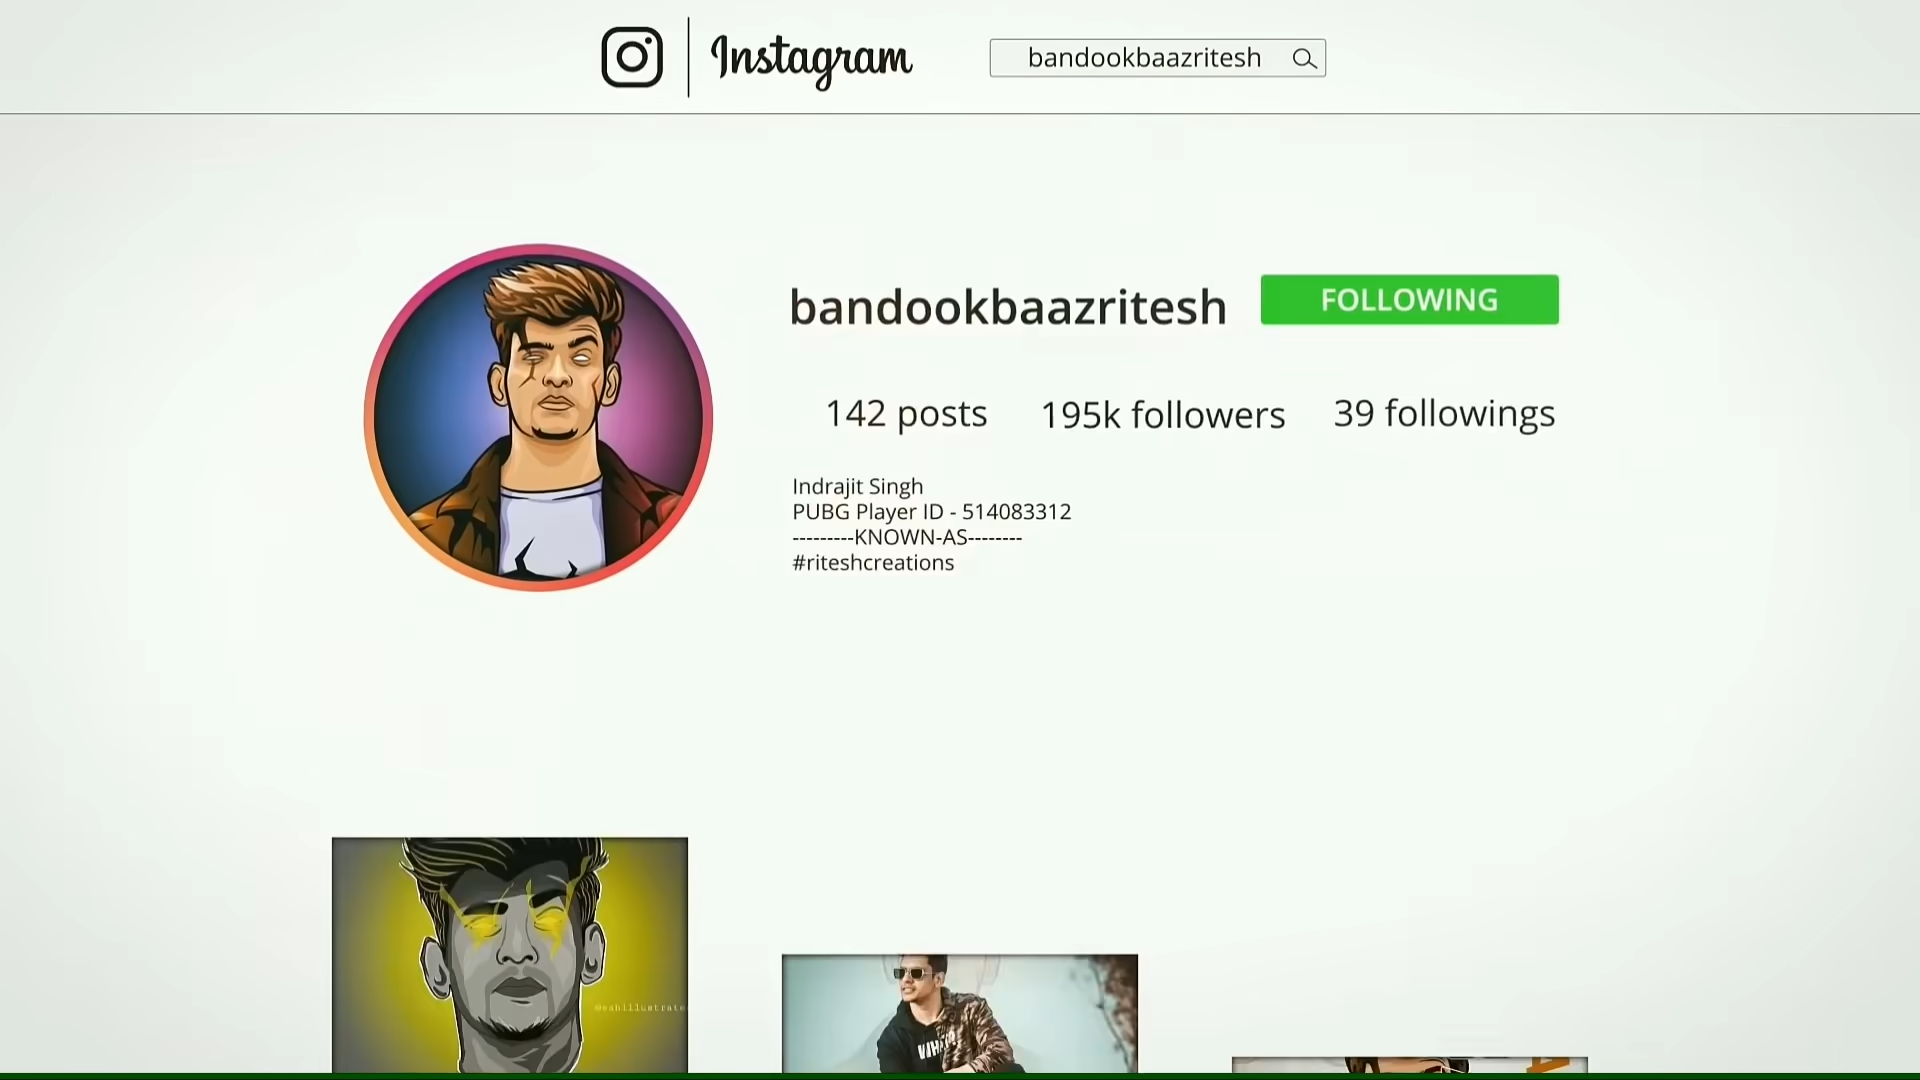 Instagram
bandookbaazritesh
bandookbaazritesh
FOLLOWING
142 posts
195k followers
39 followings
Indrajit Singh
PUBG Player ID - 514083312
---------KNOWN-AS--------
#riteshcreations